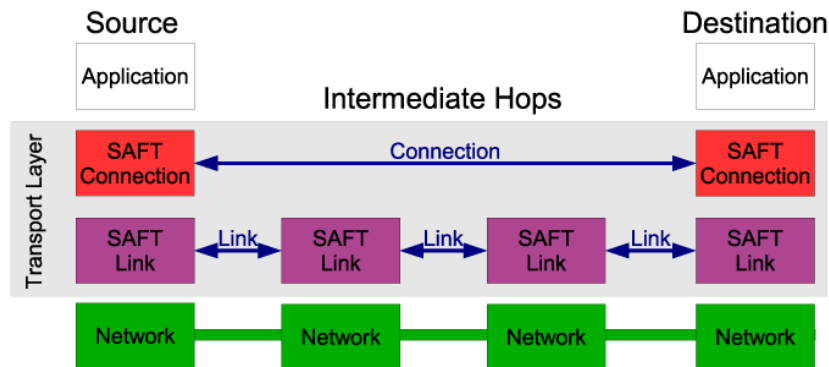 Source
Destination
Application
Application
Intermediate Hops
Transport Layer
SAFT
Connection
Connection
SAFT
Connection
SAFT
Link
Link
SAFT
Link
Link
SAFT
Link
Link
SAFT
Link
Network
Network
Network
Network